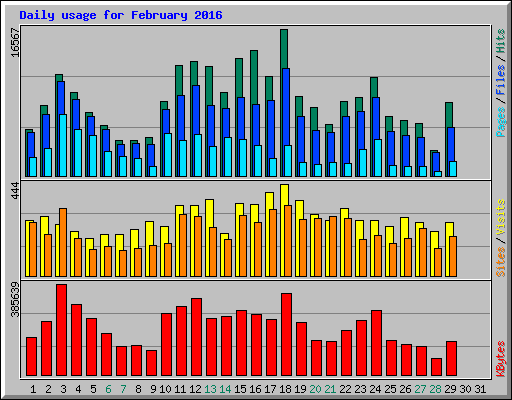 Daily usage for February 2016
16567
Pages / Files / Hits
444
Sites / Visits
385639
KBytes
1 2 3 4 5 6 7 8 9 10 11 12 13 14 15 16 17 18 19 20 21 22 23 24 25 26 27 28 29 30 31